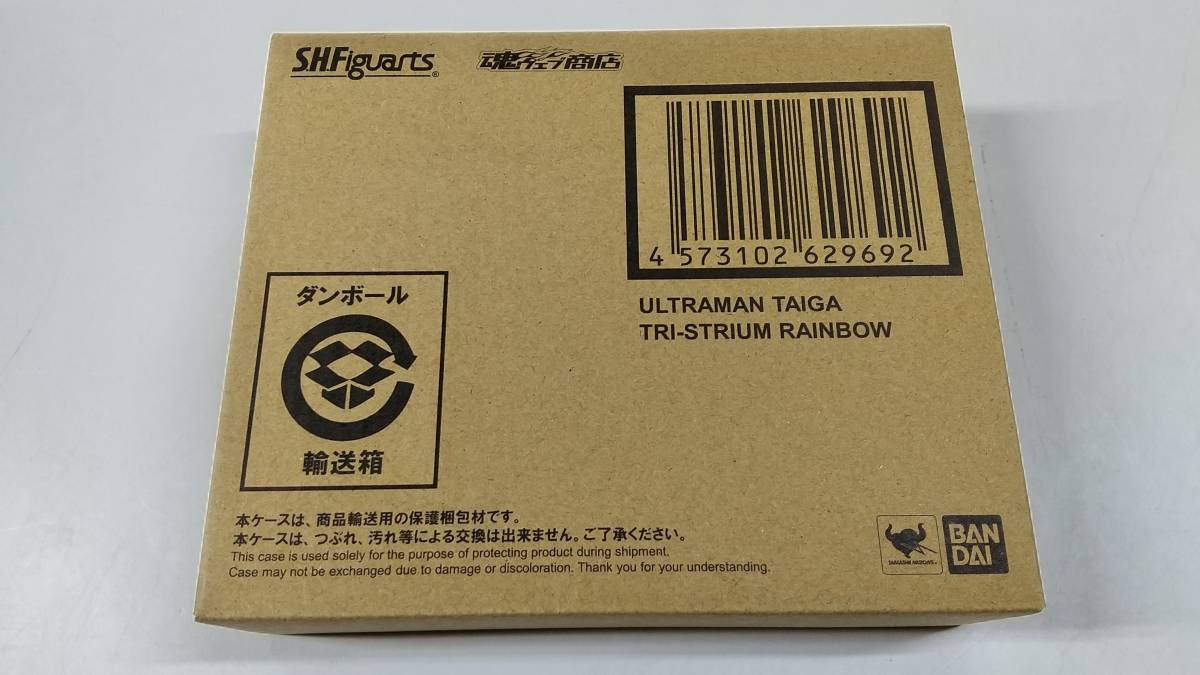 S.H.Figuarts®
魂ウェブ商店
4 573102 629692
ULTRAMAN TAIGA
TRI-STRIUM RAINBOW
ダンボール
輸送箱
本ケースは、商品輸送用の保護梱包材です。
本ケースは、つぶれ、汚れ等による交換は出来ません。ご了承ください。
This case is used solely for the purpose of protecting product during shipment.
Case may not be exchanged due to damage or discoloration. Thank you for your understanding.
TAMASHII NATIONS
BAN
DAI